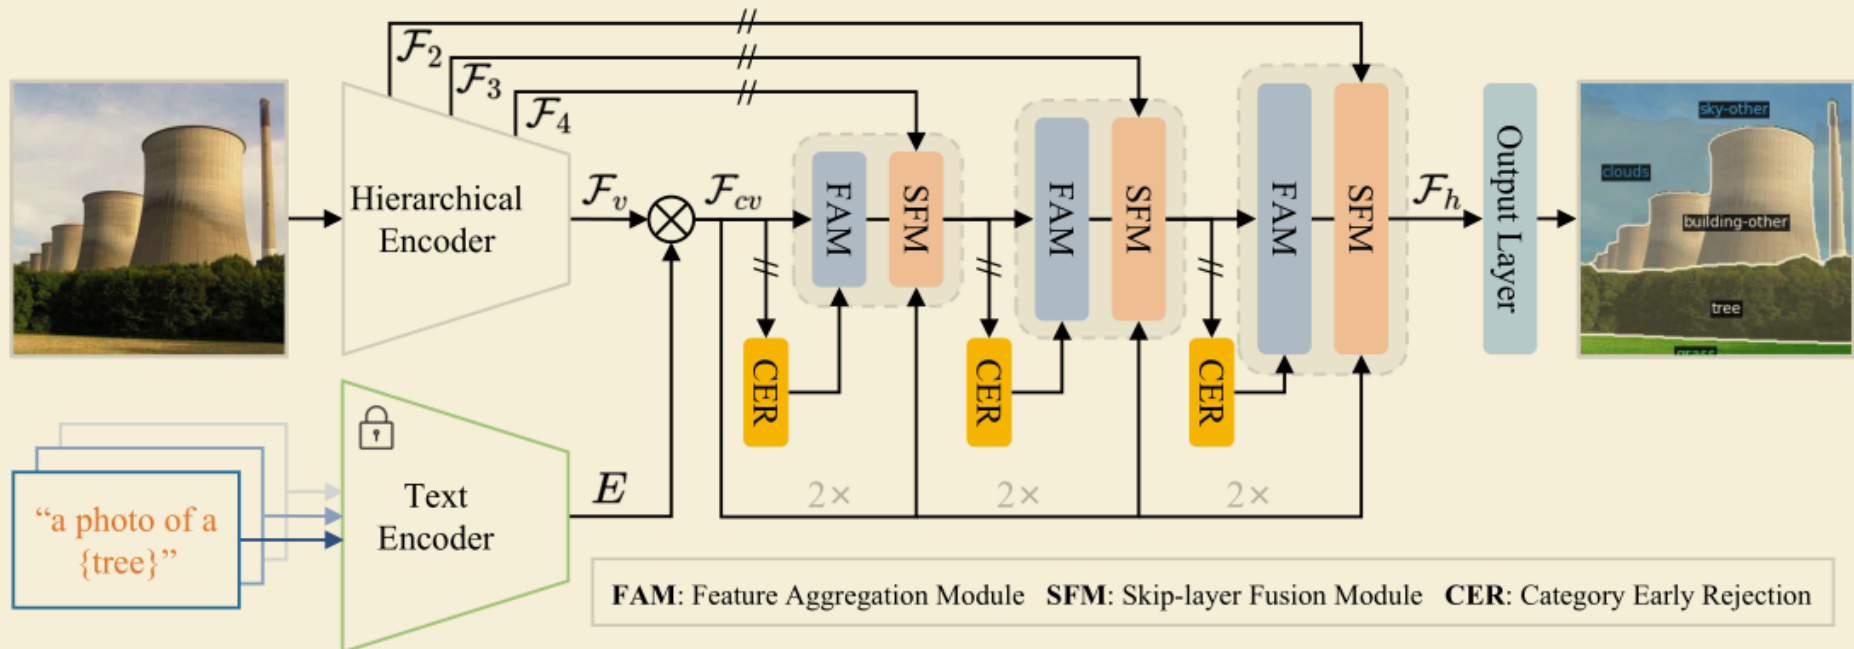 F2
F3
F4
Hierarchical
Encoder
Fv
Fcv
FAM
SFM
FAM
SFM
FAM
SFM
Fh
Output Layer
CER
CER
CER
sky-other
clouds
building-other
tree
grass
"a photo of a
{tree}"
Text
Encoder
E
2×
2×
2×
FAM: Feature Aggregation Module SFM: Skip-layer Fusion Module CER: Category Early Rejection